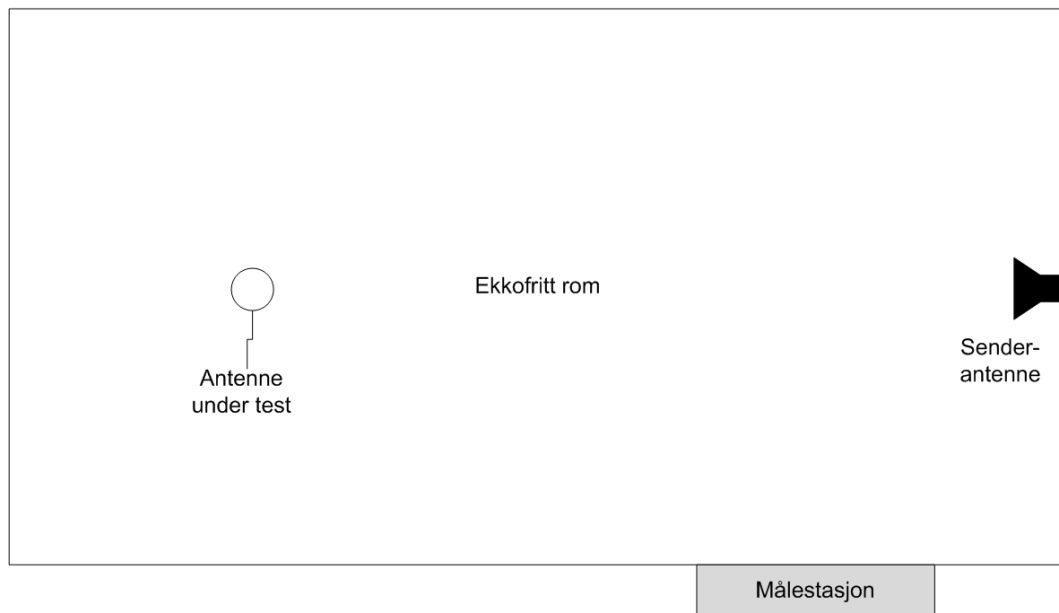 Ekkofritt rom
Sender-
antenne
Antenne
under test
Målestasjon